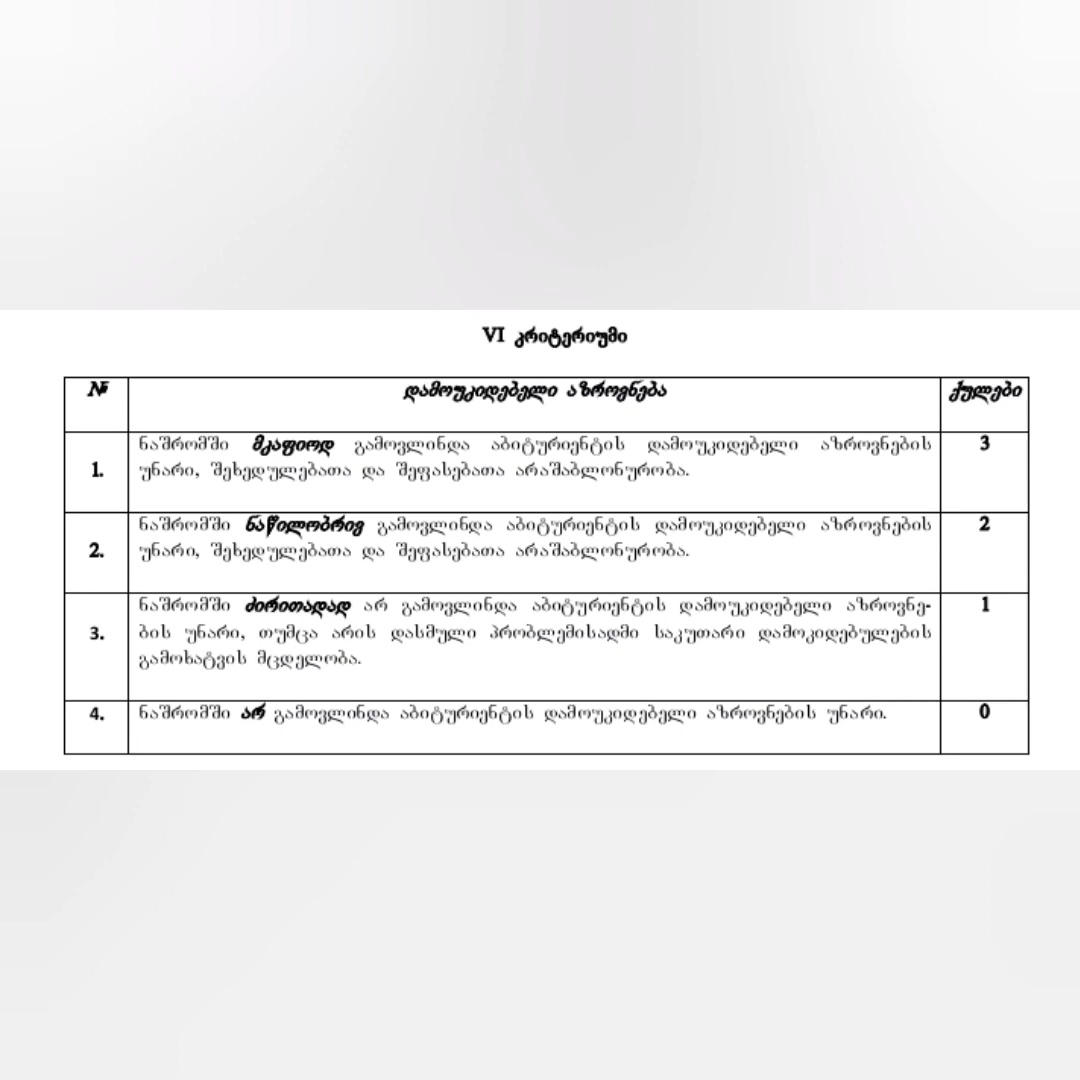 VI კრიტერიუმი
№ დამოუკიდებელი აზროვნება ქულები
ნაშრომში მკაფიოდ გამოვლინდა აბიტურიენტის დამოუკიდებელი აზროვნების 3
1. უნარი, შეხედულებათა და შეფასებათა არაშაბლონურობა.
ნაშრომში ნაწილობრივ გამოვლინდა აბიტურიენტის დამოუკიდებელი აზროვნების 2
2. უნარი, შეხედულებათა და შეფასებათა არაშაბლონურობა.
ნაშრომში ძირითადად არ გამოვლინდა აბიტურიენტის დამოუკიდებელი აზროვნე- 1
3. ბის უნარი, თუმცა არის დასმული პრობლემისადმი საკუთარი დამოკიდებულების
გამოხატვის მცდელობა.
4. ნაშრომში არ გამოვლინდა აბიტურიენტის დამოუკიდებელი აზროვნების უნარი. 0